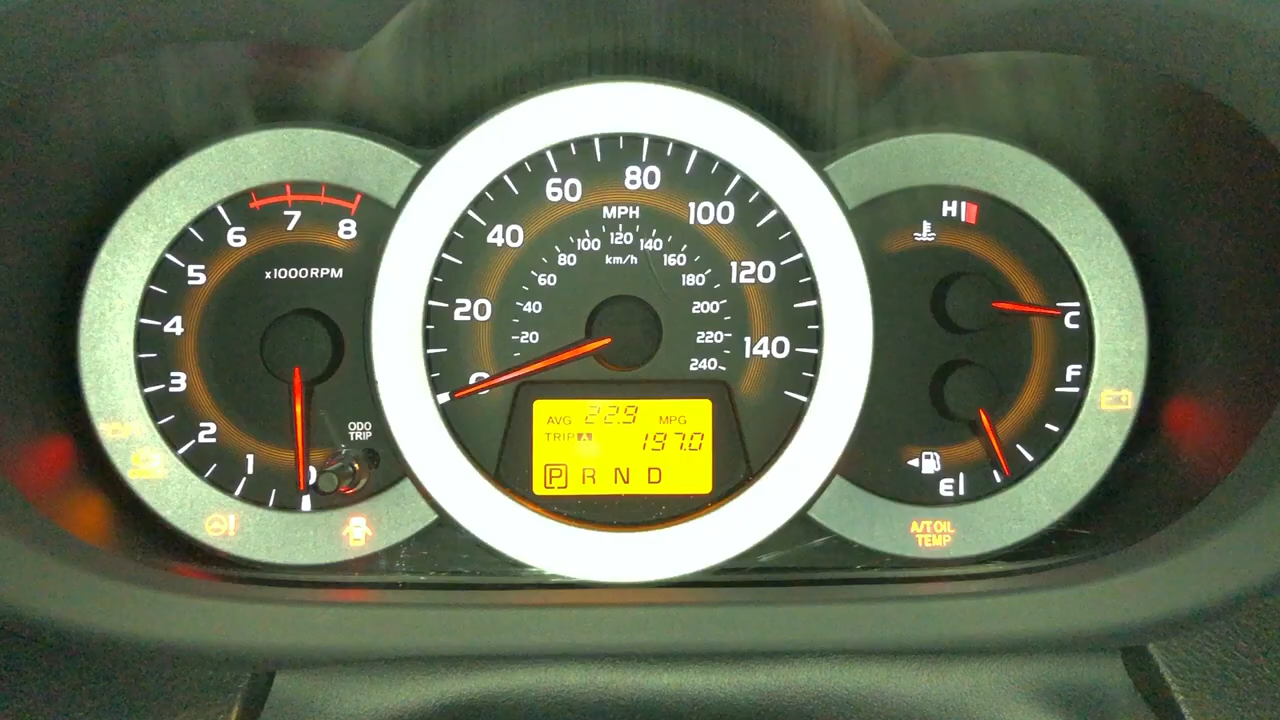 x1000RPM
0
1
2
3
4
5
6
7
8
ODO
TRIP
MPH
0
20
40
60
80
100
120
140
km/h
20
40
60
80
100
120
140
160
180
200
220
240
AVG 22.9 MPG
TRIP A 197.0
P R N D
HI
C
F
E
A/T OIL
TEMP